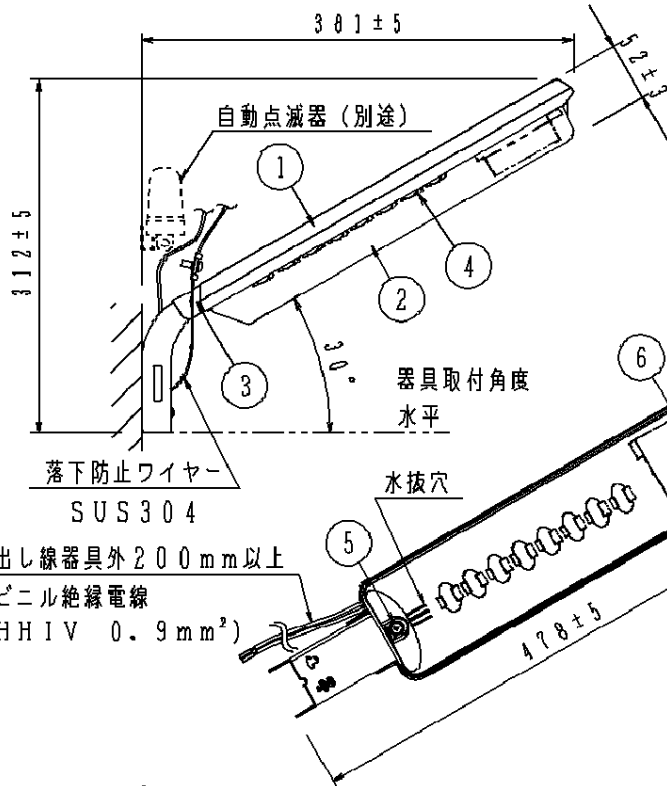 381±5
52±3
自動点滅器（別途）
①
312±5
④
②
③
30°
器具取付角度
水平
⑥
落下防止ワイヤー
SUS304
水抜穴
⑤
出し線器具外200mm以上
ビニル絶縁電線
HHIV 0.9mm²)
478±5